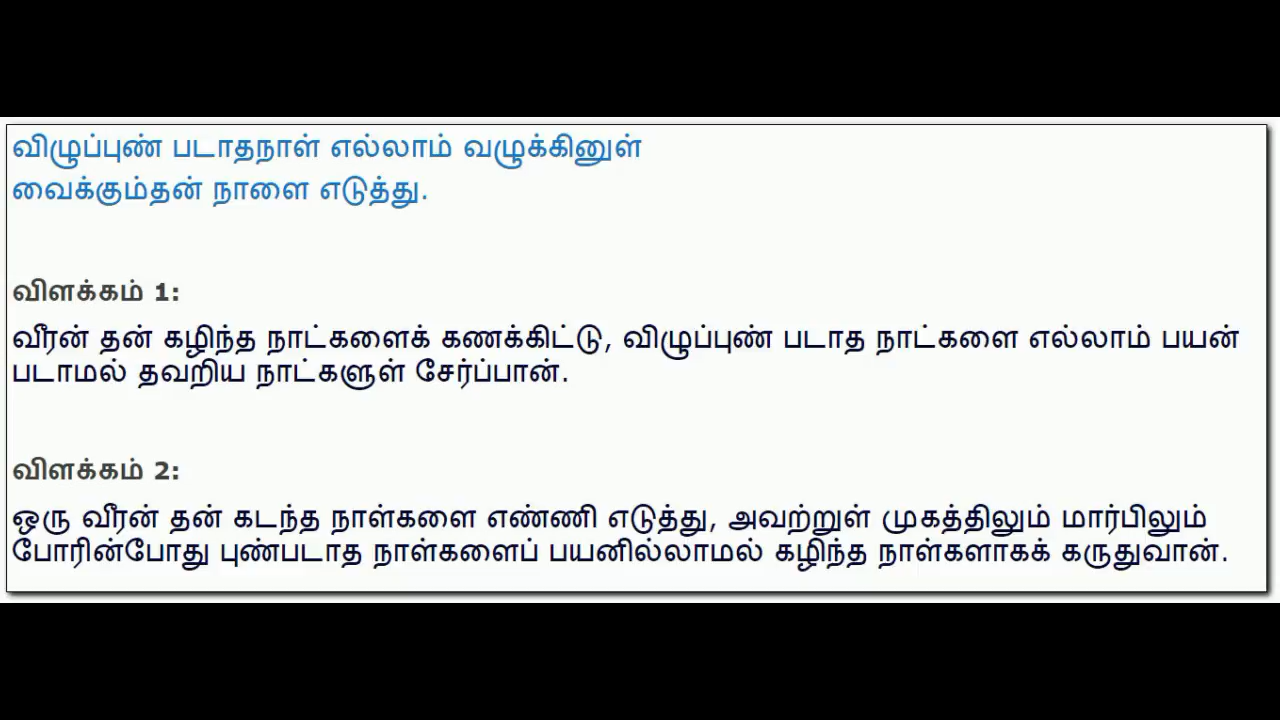 விழுப்புண் படாதநாள் எல்லாம் வழுக்கினுள்
வைக்கும்தன் நாளை எடுத்து.
விளக்கம் 1:
வீரன் தன் கழிந்த நாட்களைக் கணக்கிட்டு, விழுப்புண் படாத நாட்களை எல்லாம் பயன்
படாமல் தவறிய நாட்களுள் சேர்ப்பான்.
விளக்கம் 2:
ஒரு வீரன் தன் கடந்த நாள்களை எண்ணி எடுத்து, அவற்றுள் முகத்திலும் மார்பிலும்
போரின்போது புண்படாத நாள்களைப் பயனில்லாமல் கழிந்த நாள்களாகக் கருதுவான்.